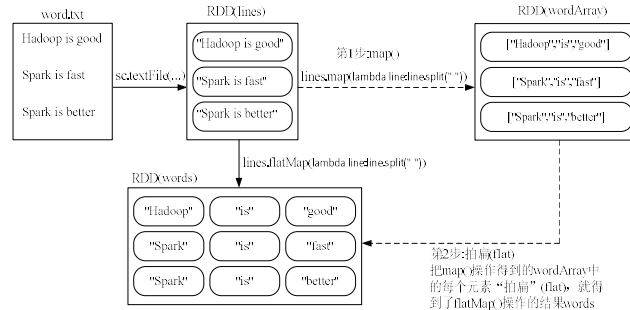 word.txt
Hadoop is good
Spark is fast
Spark is better
sc.textFile(...)
RDD(lines)
"Hadoop is good"
"Spark is fast"
"Spark is better"
第1步:map()
lines.map(lambda line:line.split(" "))
RDD(wordArray)
["Hadoop","is","good"]
["Spark","is","fast"]
["Spark","is","better"]
lines.flatMap(lambda line:line.split(" "))
RDD(words)
"Hadoop" "is" "good"
"Spark" "is" "fast"
"Spark" "is" "better"
第2步:拍扁(flat)
把map()操作得到的wordArray中
的每个元素“拍扁”(flat)，就得
到了flatMap()操作的结果words